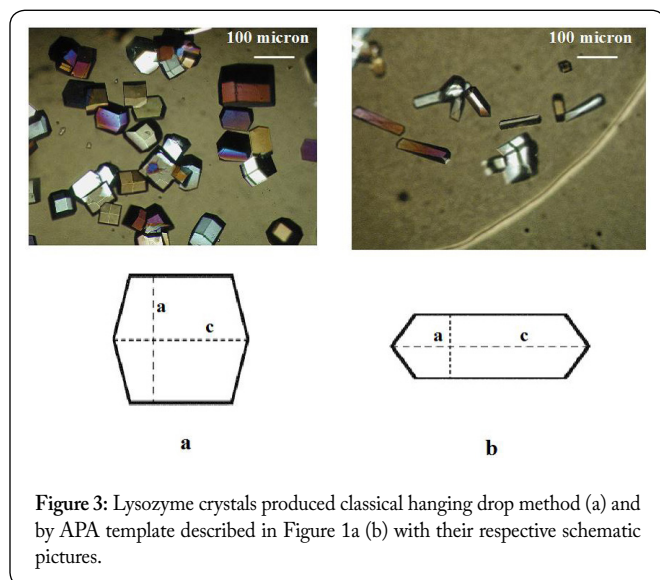 100 micron
100 micron
a
c
a
c
a
b
Figure 3: Lysozyme crystals produced classical hanging drop method (a) and
by APA template described in Figure 1a (b) with their respective schematic
pictures.